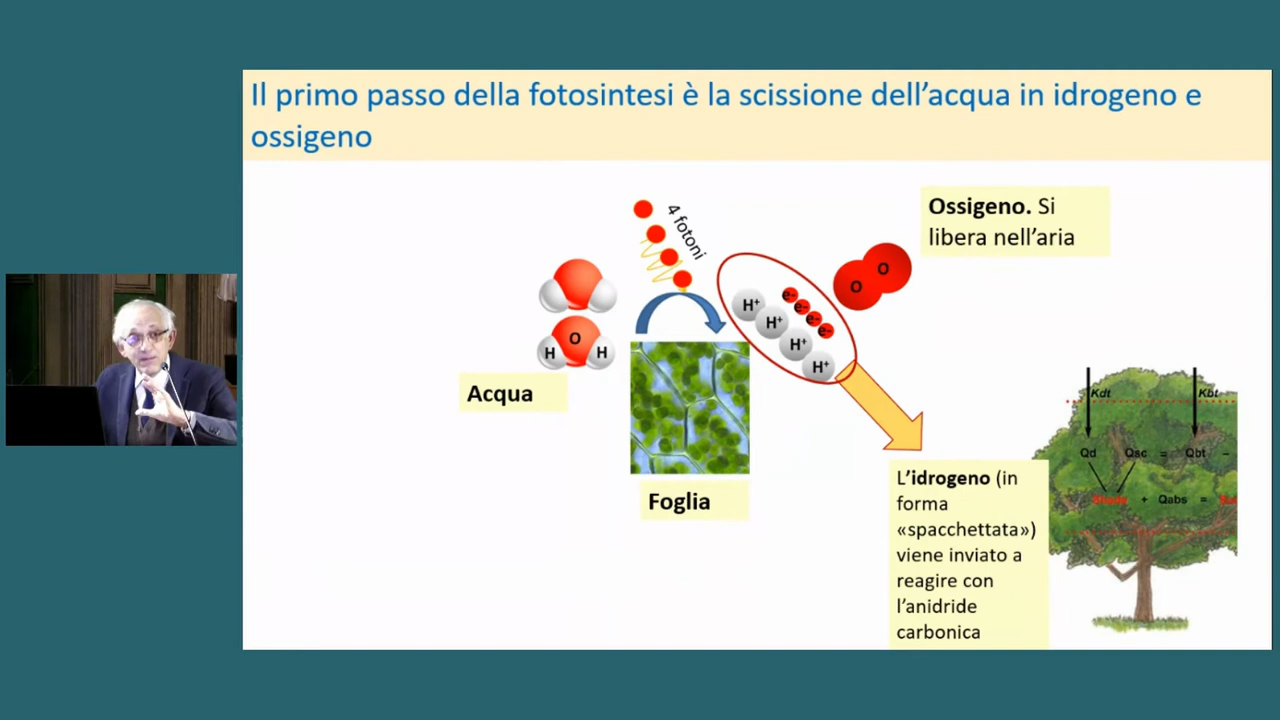 Il primo passo della fotosintesi è la scissione dell'acqua in idrogeno e
ossigeno
4 fotoni
Ossigeno. Si
libera nell'aria
O
O
H⁺
H⁺
H⁺
H⁺
e-
e-
e-
e-
O
H
H
Acqua
Foglia
L'idrogeno (in
forma
«spacchettata»)
viene inviato a
reagire con
l'anidride
carbonica
Kdt
Kbt
Qd Qsc = Qbt –
+ Qabs =